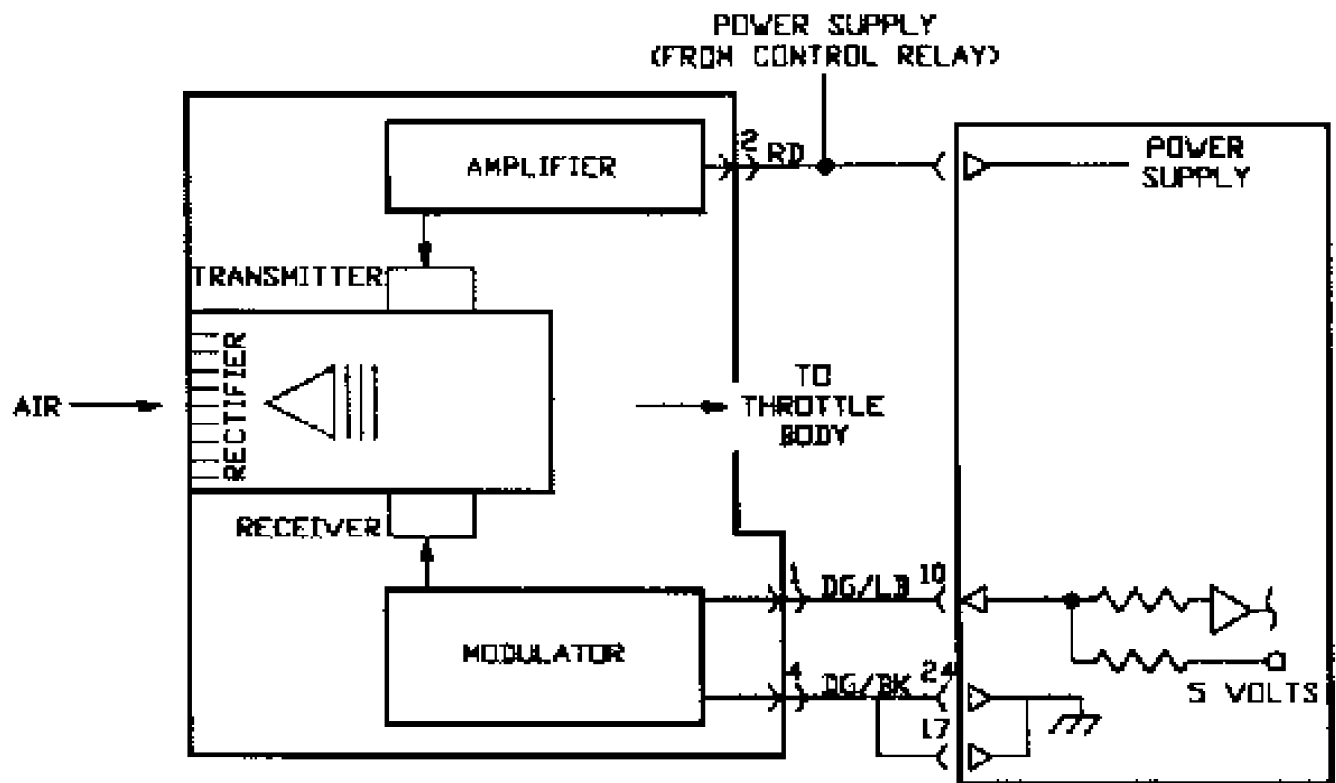 POWER SUPPLY
(FROM CONTROL RELAY)
AMPLIFIER
2
RD
POWER
SUPPLY
TRANSMITTER
RECTIFIER
AIR
TO
THROTTLE
BODY
RECEIVER
MODULATOR
1
DG/LB
10
4
DG/BK
24
17
5 VOLTS